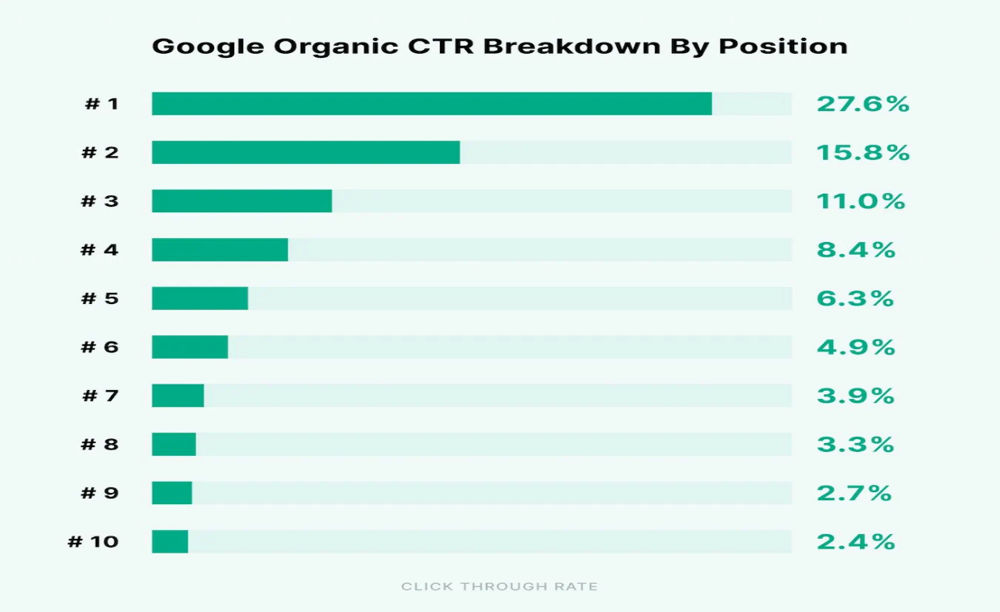 Google Organic CTR Breakdown By Position
# 1 27.6%
# 2 15.8%
# 3 11.0%
# 4 8.4%
# 5 6.3%
# 6 4.9%
# 7 3.9%
# 8 3.3%
# 9 2.7%
# 10 2.4%
CLICK THROUGH RATE